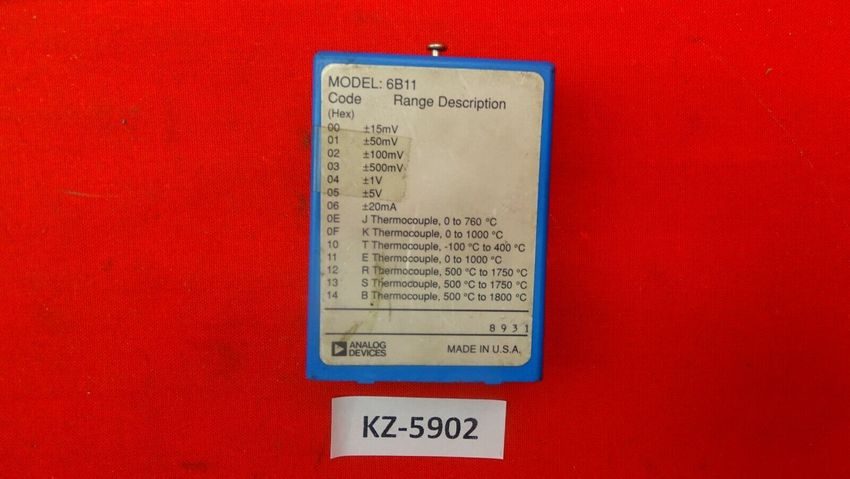 MODEL: 6B11
Code Range Description
(Hex)
00 ±15mV
01 ±50mV
02 ±100mV
03 ±500mV
04 ±1V
05 ±5V
06 ±20mA
0E J Thermocouple, 0 to 760 °C
0F K Thermocouple, 0 to 1000 °C
10 T Thermocouple, -100 °C to 400 °C
11 E Thermocouple, 0 to 1000 °C
12 R Thermocouple, 500 °C to 1750 °C
13 S Thermocouple, 500 °C to 1750 °C
14 B Thermocouple, 500 °C to 1800 °C
8931
ANALOG
DEVICES
MADE IN U.S.A.
KZ-5902